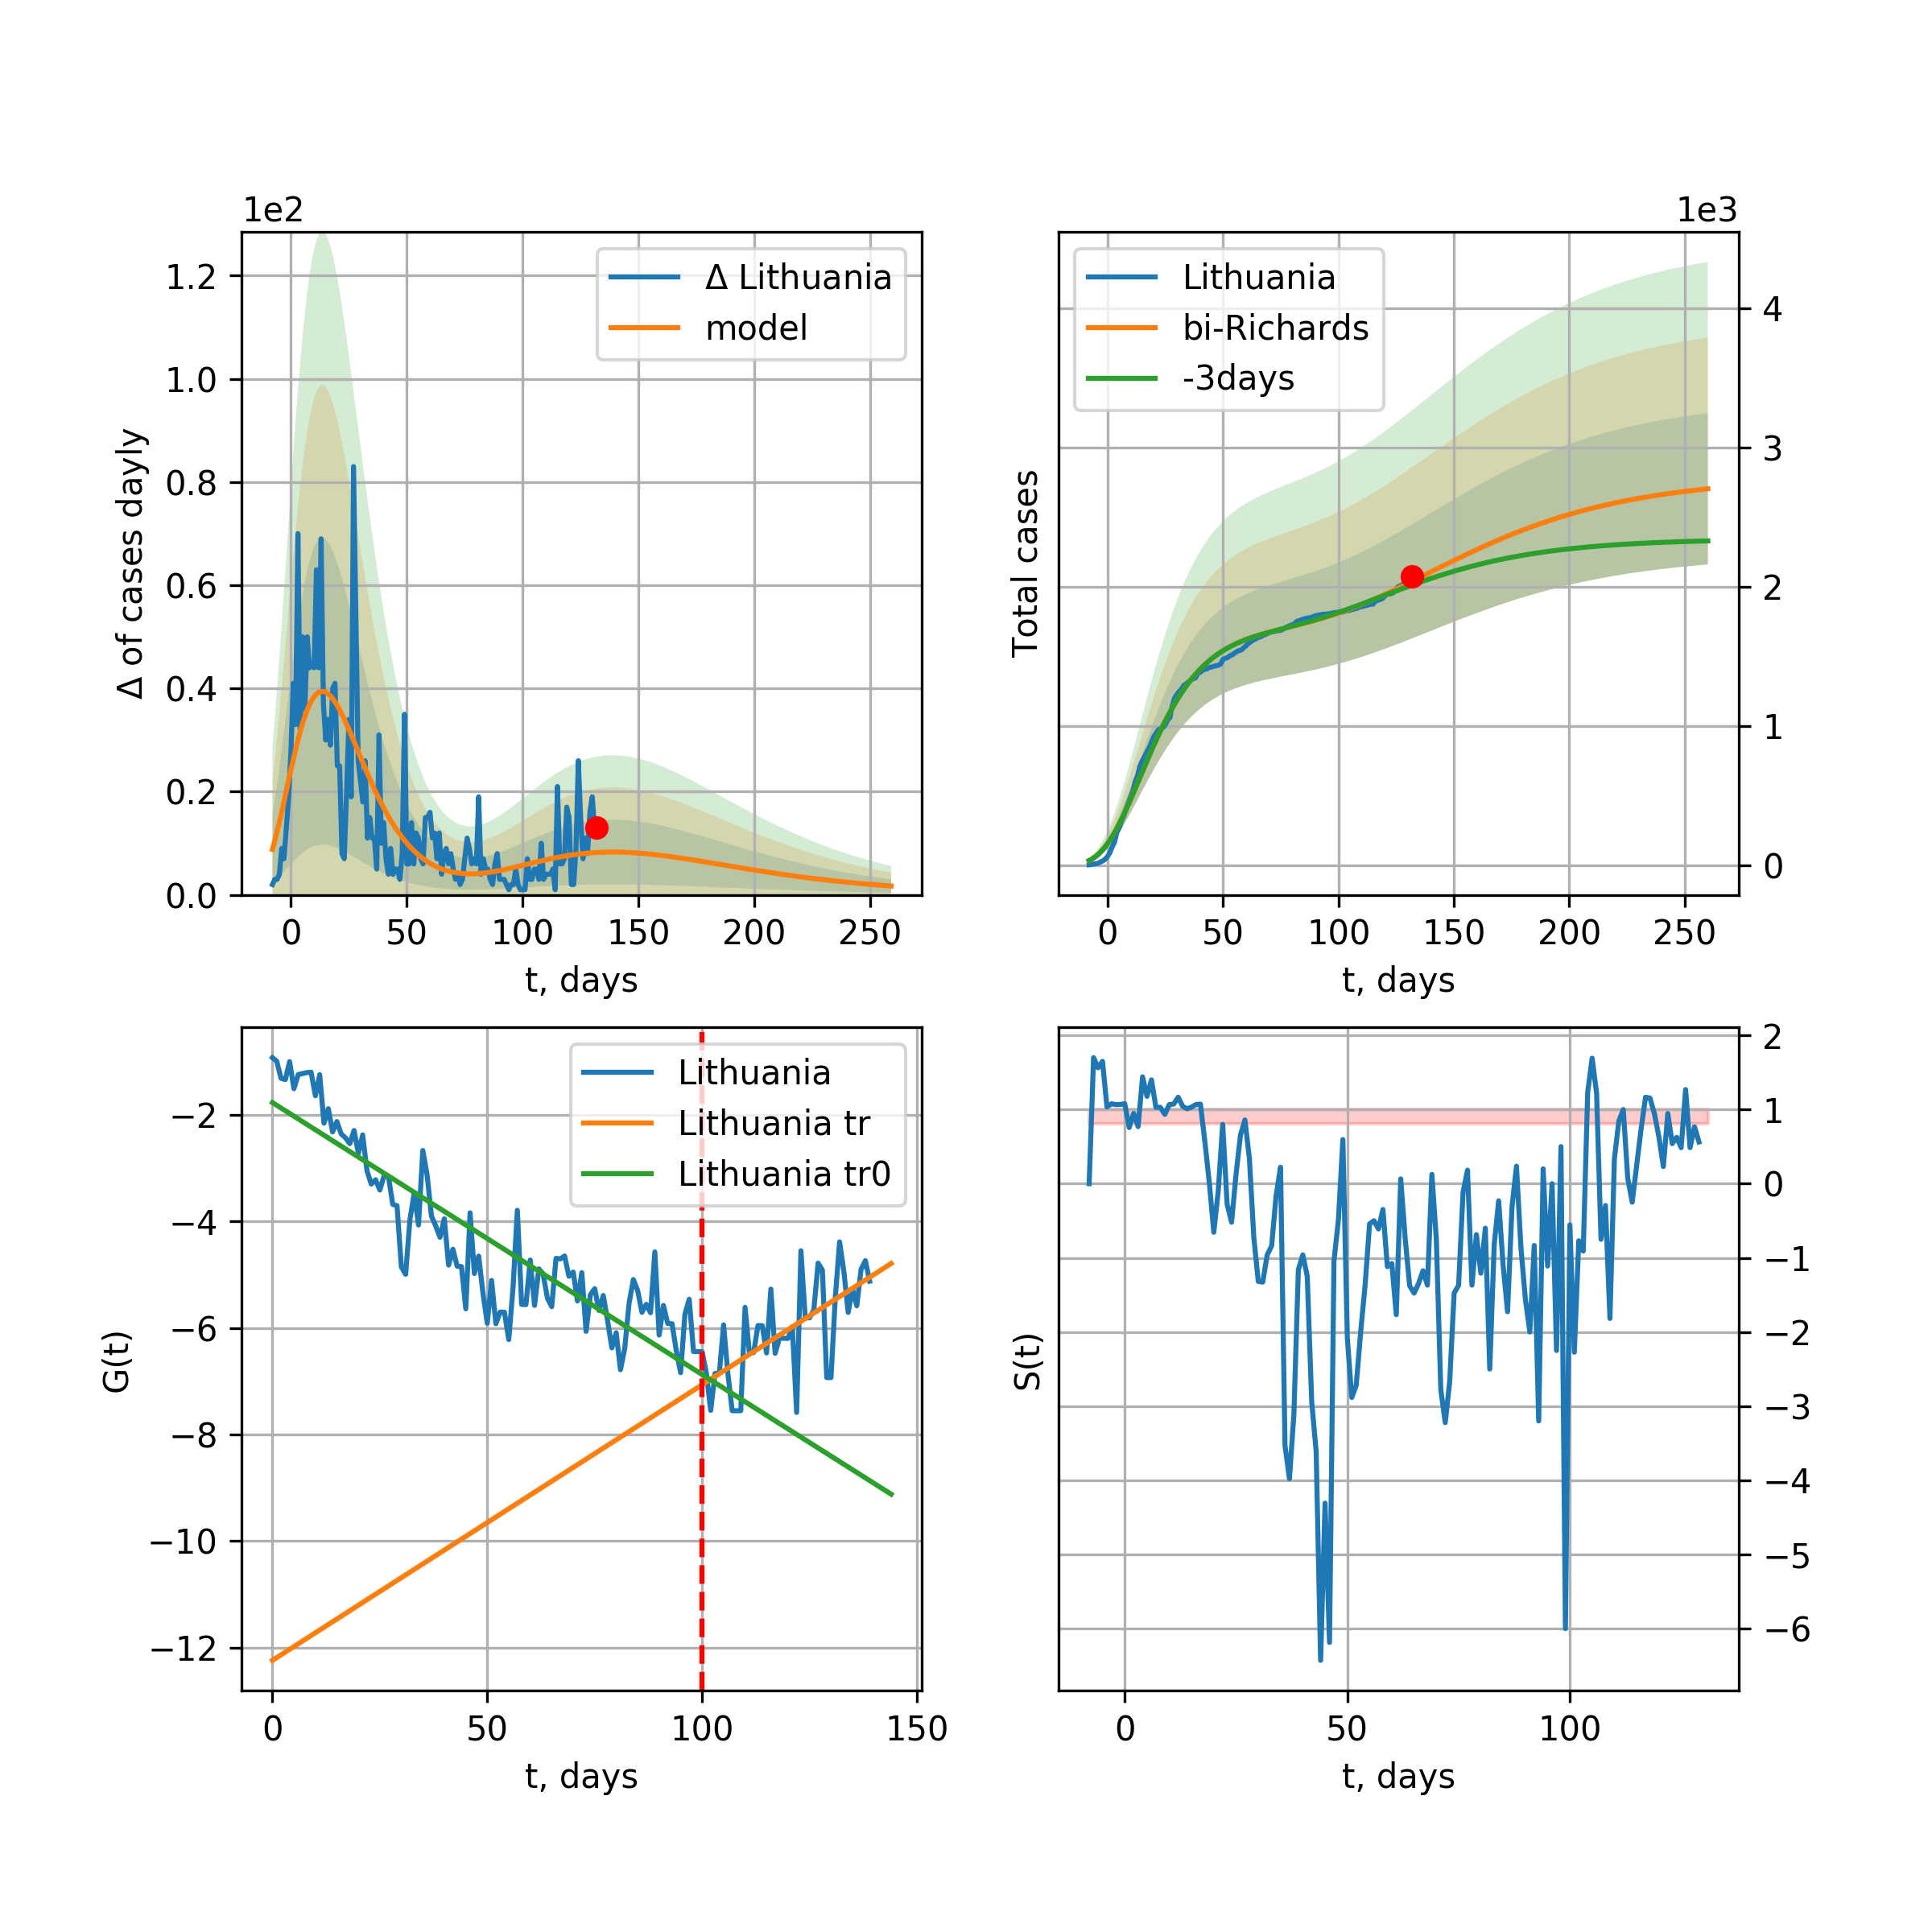 1e2
Δ Lithuania
model
1.2
1.0
0.8
0.6
0.4
0.2
0.0
Δ of cases dayly
0 50 100 150 200 250
t, days
1e3
Lithuania
bi-Richards
-3days
4
3
2
1
0
Total cases
0 50 100 150 200 250
t, days
Lithuania
Lithuania tr
Lithuania tr0
−2
−4
−6
−8
−10
−12
G(t)
0 50 100 150
t, days
2
1
0
−1
−2
−3
−4
−5
−6
S(t)
0 50 100
t, days